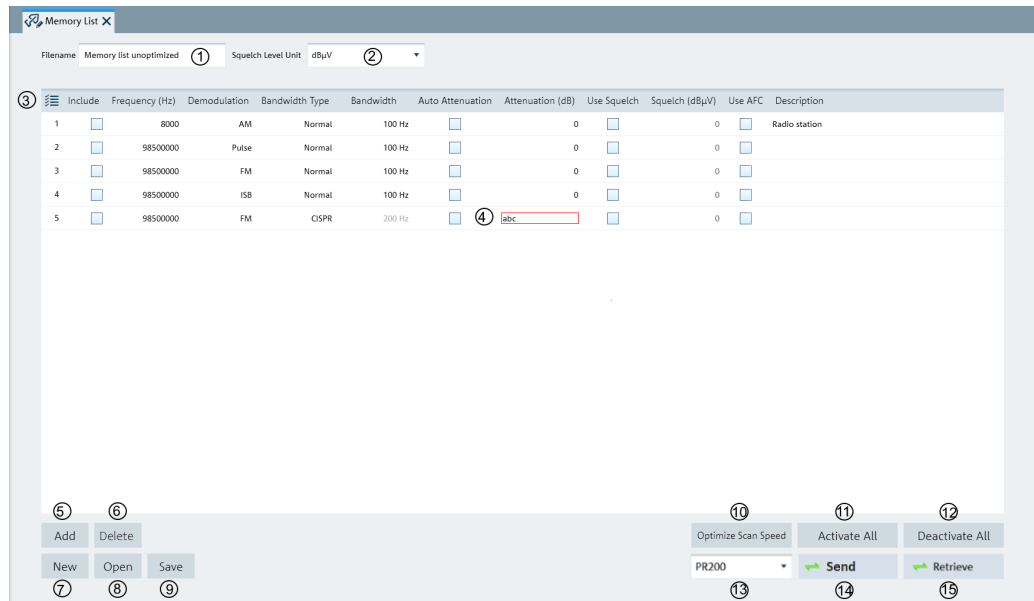 Memory List
Filename Memory list unoptimized ① Squelch Level Unit dBµV ②
③ Include Frequency (Hz) Demodulation Bandwidth Type Bandwidth Auto Attenuation Attenuation (dB) Use Squelch Squelch (dBµV) Use AFC Description
1 8000 AM Normal 100 Hz 0 0 Radio station
2 98500000 Pulse Normal 100 Hz 0 0
3 98500000 FM Normal 100 Hz 0 0
4 98500000 ISB Normal 100 Hz 0 0
5 98500000 FM CISPR 200 Hz ④ abc 0
⑤ ⑥ ⑩ ⑪ ⑫
Add Delete Optimize Scan Speed Activate All Deactivate All
New Open Save PR200 Send Retrieve
⑦ ⑧ ⑨ ⑬ ⑭ ⑮